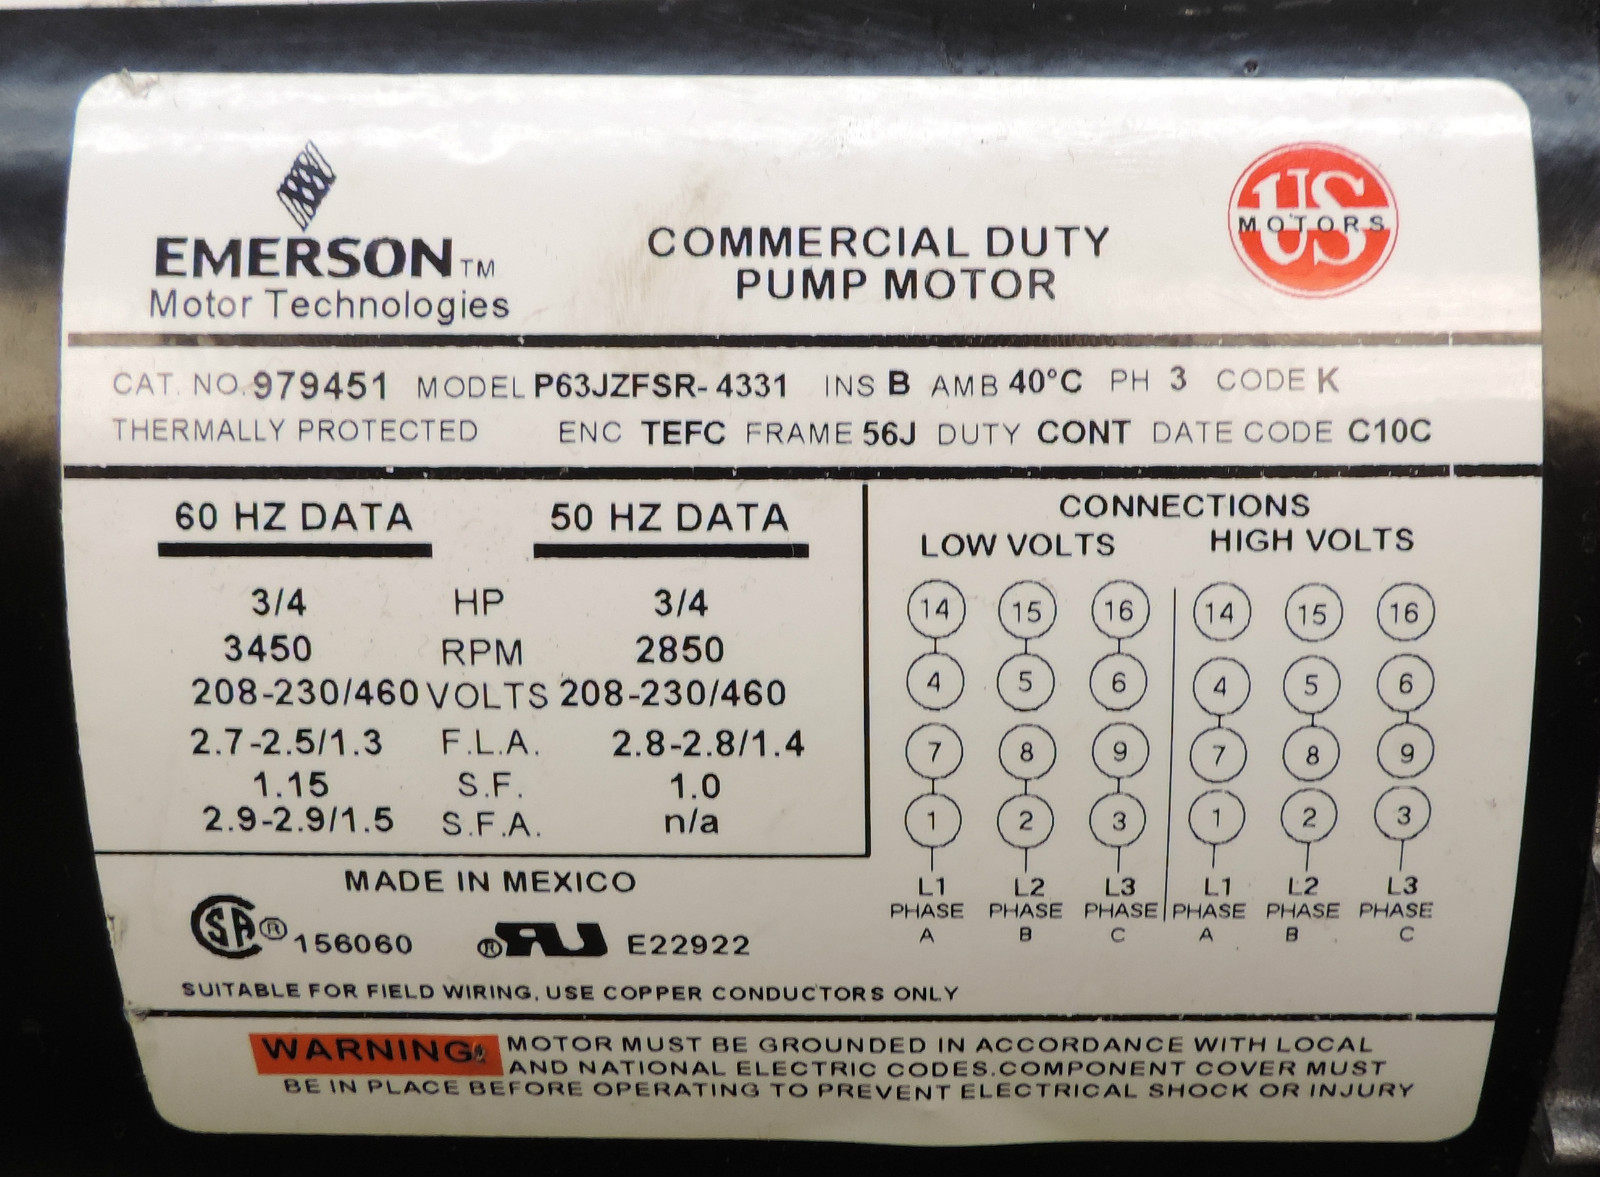 EMERSON TM
Motor Technologies
COMMERCIAL DUTY
PUMP MOTOR
US
MOTORS
CAT. NO. 979451 MODEL P63JZFSR-4331 INS B AMB 40°C PH 3 CODE K
THERMALLY PROTECTED ENC TEFC FRAME 56J DUTY CONT DATE CODE C10C
60 HZ DATA 50 HZ DATA
3/4 HP 3/4
3450 RPM 2850
208-230/460 VOLTS 208-230/460
2.7-2.5/1.3 F.L.A. 2.8-2.8/1.4
1.15 S.F. 1.0
2.9-2.9/1.5 S.F.A. n/a
CONNECTIONS
LOW VOLTS HIGH VOLTS
14 15 16 14 15 16
4 5 6 4 5 6
7 8 9 7 8 9
1 2 3 1 2 3
L1 L2 L3 L1 L2 L3
PHASE PHASE PHASE PHASE PHASE PHASE
A B C A B C
MADE IN MEXICO
SA ® 156060 ® RU E22922
SUITABLE FOR FIELD WIRING, USE COPPER CONDUCTORS ONLY
WARNING: MOTOR MUST BE GROUNDED IN ACCORDANCE WITH LOCAL
AND NATIONAL ELECTRIC CODES.COMPONENT COVER MUST
BE IN PLACE BEFORE OPERATING TO PREVENT ELECTRICAL SHOCK OR INJURY